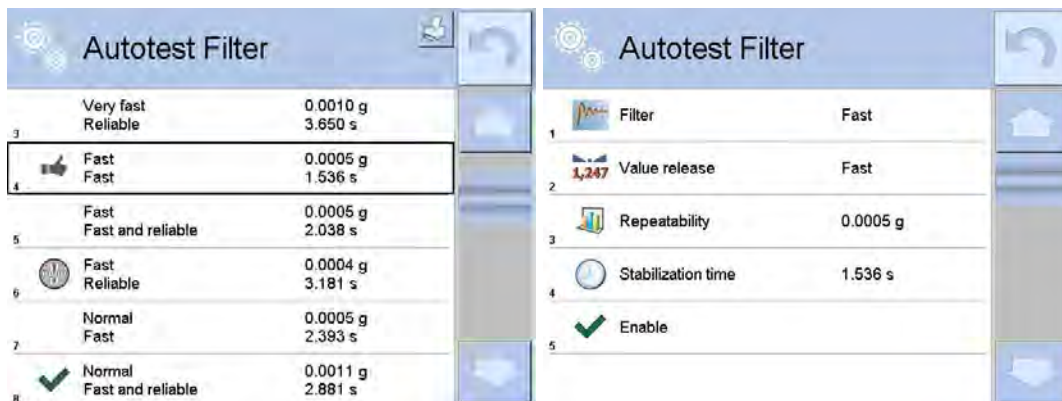 Autotest Filter
Very fast 0.0010 g
3 Reliable 3.650 s
Fast 0.0005 g
4 Fast 1.536 s
Fast 0.0005 g
5 Fast and reliable 2.038 s
Fast 0.0004 g
6 Reliable 3.181 s
Normal 0.0005 g
7 Fast 2.393 s
Normal 0.0011 g
8 Fast and reliable 2.881 s
Autotest Filter
1 Filter Fast
1,247 Value release Fast
2
Repeatability 0.0005 g
3
Stabilization time 1.536 s
4
Enable
5